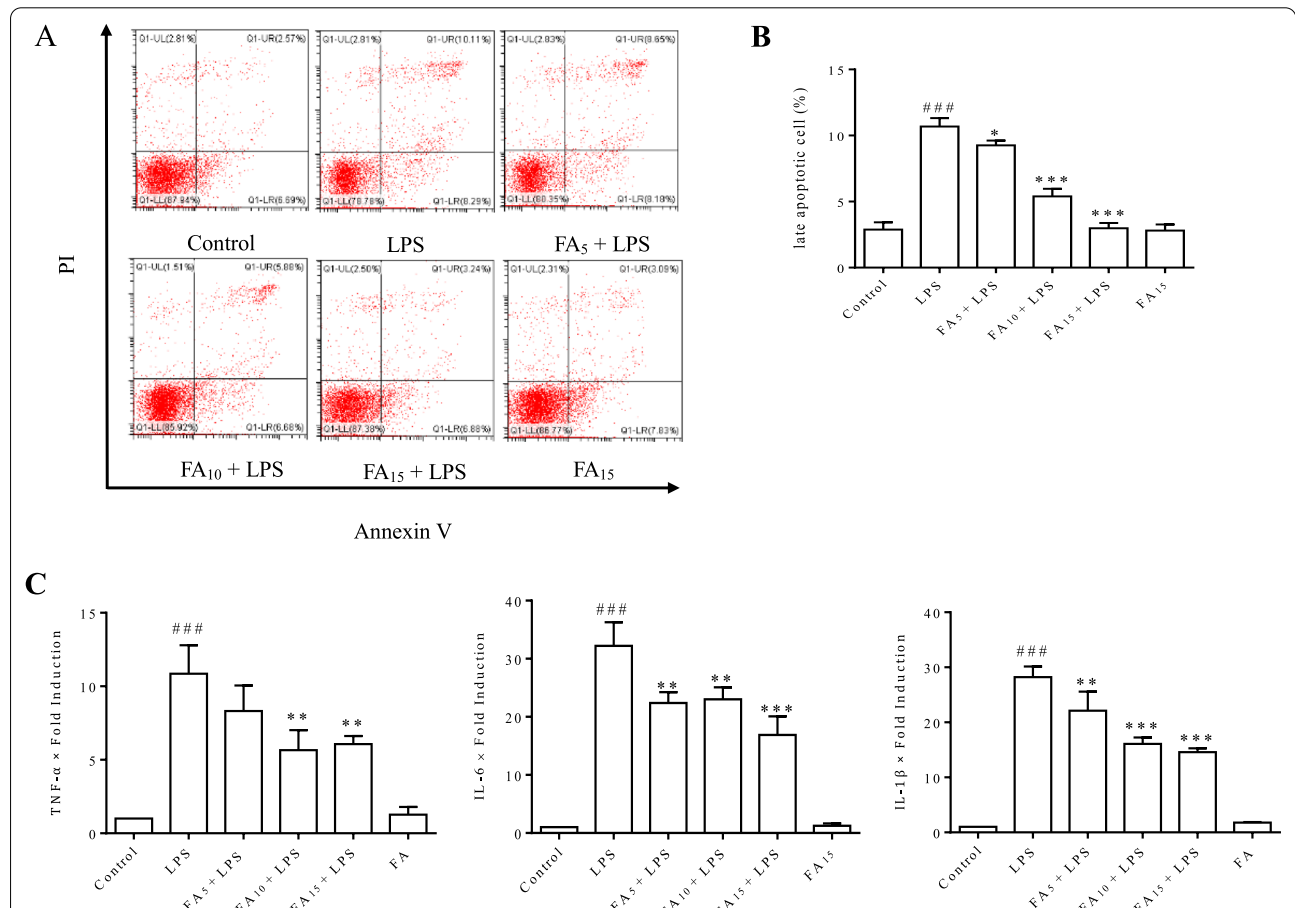 A
Q1-UL(2.81%) Q1-UR(2.57%)
Q1-LL(87.94%) Q1-LR(6.69%)
Control
Q1-UL(2.81%) Q1-UR(10.11%)
Q1-LL(78.78%) Q1-LR(8.29%)
LPS
Q1-UL(2.83%) Q1-UR(8.65%)
Q1-LL(80.35%) Q1-LR(8.18%)
FA5 + LPS
PI
Q1-UL(1.51%) Q1-UR(5.88%)
Q1-LL(85.92%) Q1-LR(6.68%)
FA10 + LPS
Q1-UL(2.50%) Q1-UR(3.24%)
Q1-LL(87.38%) Q1-LR(6.88%)
FA15 + LPS
Q1-UL(2.31%) Q1-UR(3.09%)
Q1-LL(86.77%) Q1-LR(7.83%)
FA15
Annexin V
B
late apoptotic cell (%)
15
10
5
0
###
*
***
***
Control
LPS
FA5 + LPS
FA10 + LPS
FA15 + LPS
FA15
C
TNF-α × Fold Induction
15
10
5
0
###
**
**
Control
LPS
FA5 + LPS
FA10 + LPS
FA15 + LPS
FA
IL-6 × Fold Induction
40
30
20
10
0
###
**
**
***
Control
LPS
FA5 + LPS
FA10 + LPS
FA15 + LPS
FA15
IL-1β × Fold Induction
40
30
20
10
0
###
**
***
***
Control
LPS
FA5 + LPS
FA10 + LPS
FA15 + LPS
FA